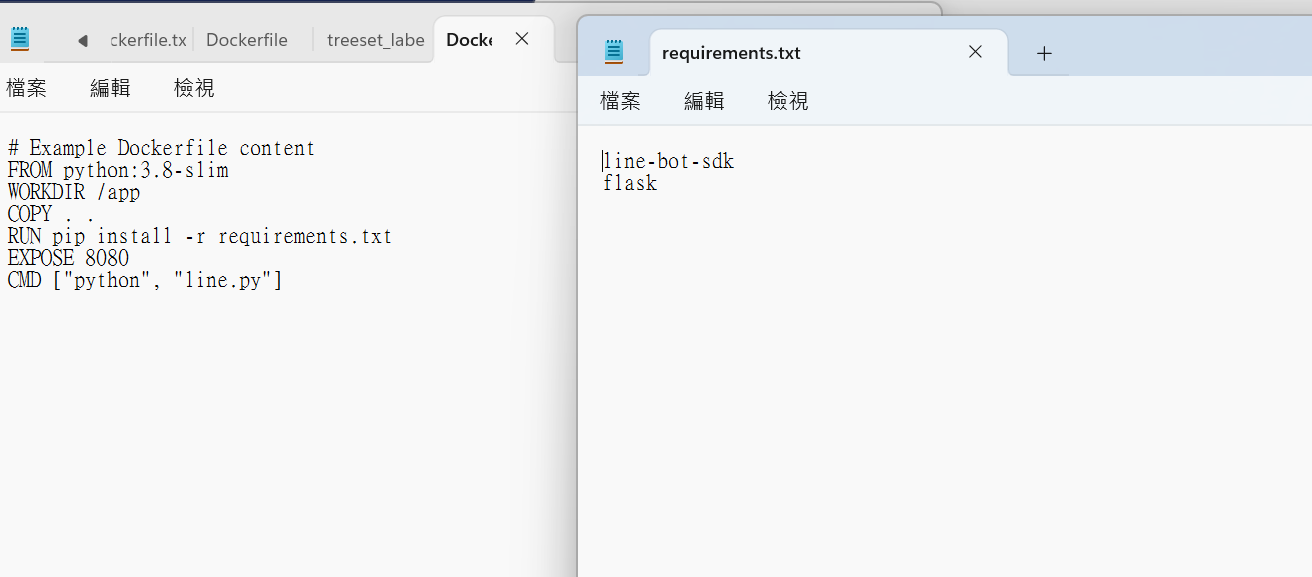 ckerfile.tx
Dockerfile
treeset_labe
Docke
檔案
編輯
檢視
# Example Dockerfile content
FROM python:3.8-slim
WORKDIR /app
COPY . .
RUN pip install -r requirements.txt
EXPOSE 8080
CMD ["python", "line.py"]
requirements.txt
檔案
編輯
檢視
line-bot-sdk
flask